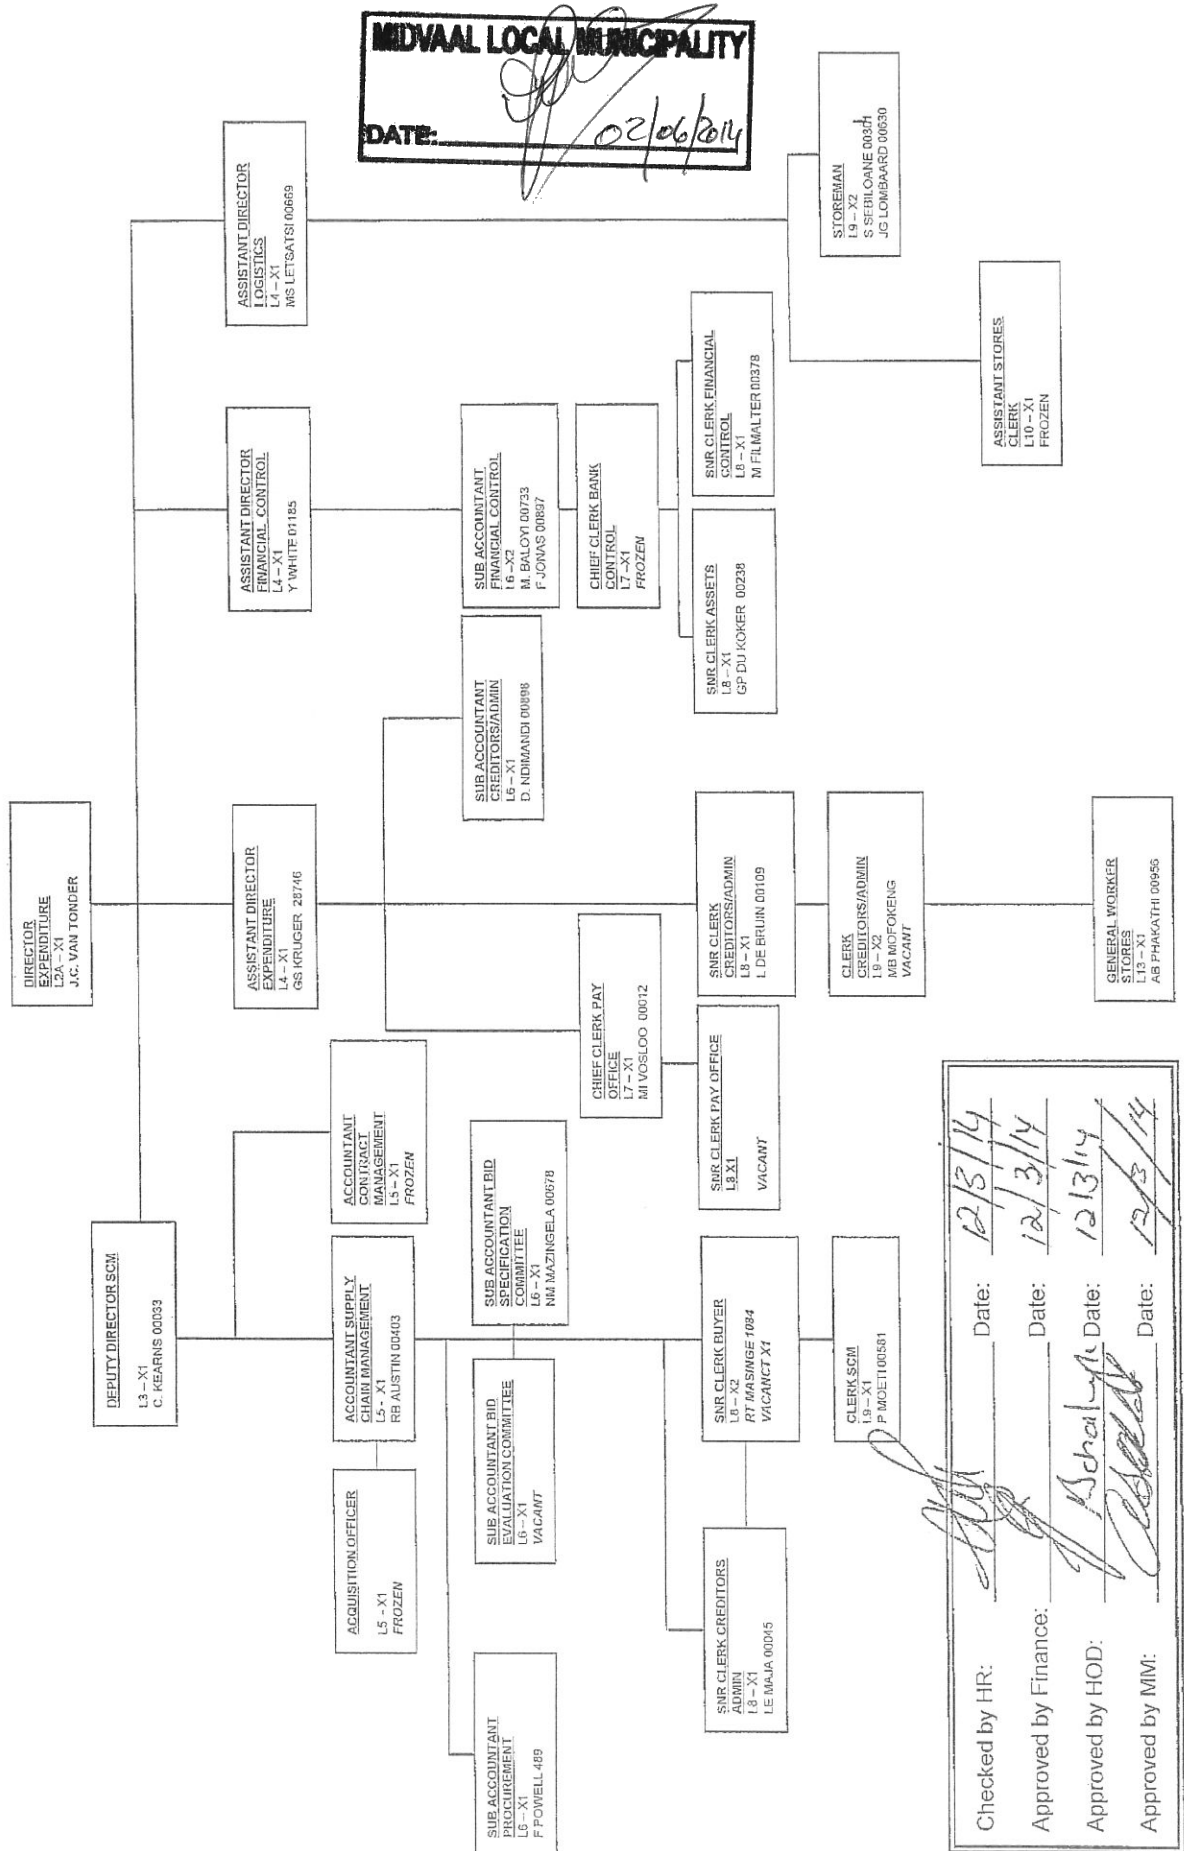 MIDVAAL LOCAL MUNICIPALITY
DATE: 02/06/2014
DIRECTOR
EXPENDITURE
L2A – X1
J.C. VAN TONDER
DEPUTY DIRECTOR SCM
L3 – X1
C. KEARNS 00033
ASSISTANT DIRECTOR
EXPENDITURE
L4 – X1
GS KRUGER 28746
ASSISTANT DIRECTOR
FINANCIAL CONTROL
L4 – X1
Y WHITE 01185
ASSISTANT DIRECTOR
LOGISTICS
L4 – X1
MS LETSATSI 00669
ACQUISITION OFFICER
L5 – X1
FROZEN
ACCOUNTANT SUPPLY
CHAIN MANAGEMENT
L5 - X1
RB AUSTIN 00403
ACCOUNTANT
CONTRACT
MANAGEMENT
L5 – X1
FROZEN
SUB ACCOUNTANT
PROCUREMENT
L6 – X1
F POWELL 489
SUB ACCOUNTANT BID
EVALUATION COMMITTEE
L6 – X1
VACANT
SUB ACCOUNTANT BID
SPECIFICATION
COMMITTEE
L6 – X1
NM MAZINGELA 00678
SUB ACCOUNTANT
CREDITORS/ADMIN
L6 – X1
D. NDIMANDI 00898
SUB ACCOUNTANT
FINANCIAL CONTROL
L6 –X2
M. BALOYI 00733
F JONAS 00897
CHIEF CLERK PAY
OFFICE
L7 – X1
MI VOSLOO 00012
CHIEF CLERK BANK
CONTROL
L7 –X1
FROZEN
SNR CLERK CREDITORS
ADMIN
L8 – X1
LE MAJA 00045
SNR CLERK BUYER
L8 – X2
RT MASINGE 1084
VACANCT X1
SNR CLERK PAY OFFICE
L8 X1
VACANT
SNR CLERK
CREDITORS/ADMIN
L8 – X1
L DE BRUIN 00109
SNR CLERK ASSETS
L8 – X1
GP DU KOKER 00238
SNR CLERK FINANCIAL
CONTROL
L8 – X1
M FILMALTER 00378
CLERK SCM
L9 – X1
P MOETI 00581
CLERK
CREDITORS/ADMIN
L9 – X2
MB MOFOKENG
VACANT
STOREMAN
L9 – X2
S SEBILOANE 00301
JG LOMBAARD 00630
ASSISTANT STORES
CLERK
L10 – X1
FROZEN
GENERAL WORKER
STORES
L13 – X1
AB PHAKATHI 00956
Checked by HR: Date: 12/3/14
Approved by Finance: Date: 12/3/14
Approved by HOD: Date: 12/3/14
Approved by MM: Date: 12/3/14